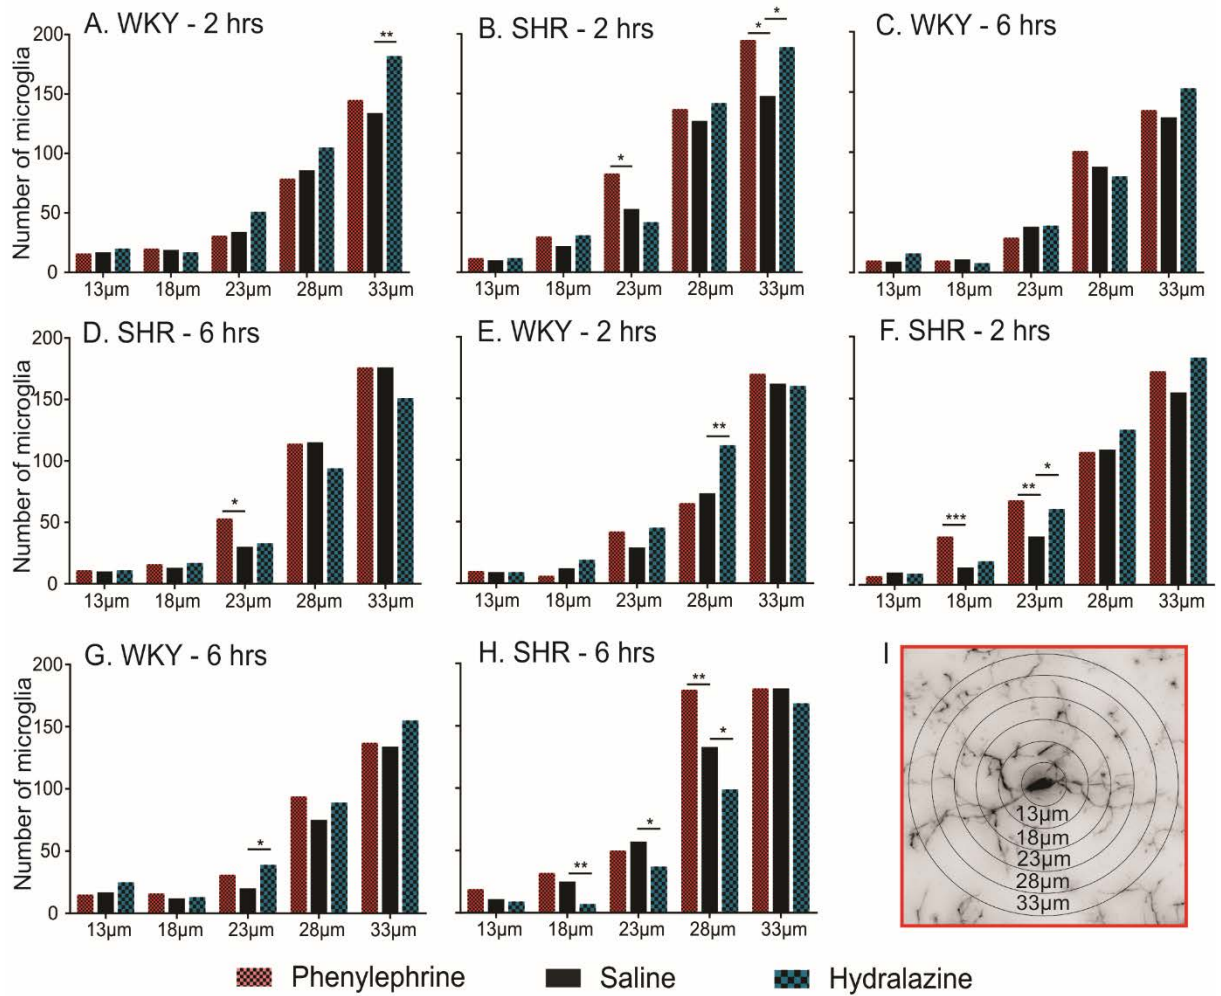 A. WKY - 2 hrs
B. SHR - 2 hrs
C. WKY - 6 hrs
Number of microglia
200
150
100
50
0
**
*
*
*
13µm 18µm 23µm 28µm 33µm
13µm 18µm 23µm 28µm 33µm
13µm 18µm 23µm 28µm 33µm
D. SHR - 6 hrs
E. WKY - 2 hrs
F. SHR - 2 hrs
Number of microglia
200
150
100
50
0
*
**
***
**
*
13µm 18µm 23µm 28µm 33µm
13µm 18µm 23µm 28µm 33µm
13µm 18µm 23µm 28µm 33µm
G. WKY - 6 hrs
H. SHR - 6 hrs
I
Number of microglia
200
150
100
50
0
*
**
*
**
*
13µm 18µm 23µm 28µm 33µm
13µm 18µm 23µm 28µm 33µm
13µm
18µm
23µm
28µm
33µm
Phenylephrine Saline Hydralazine